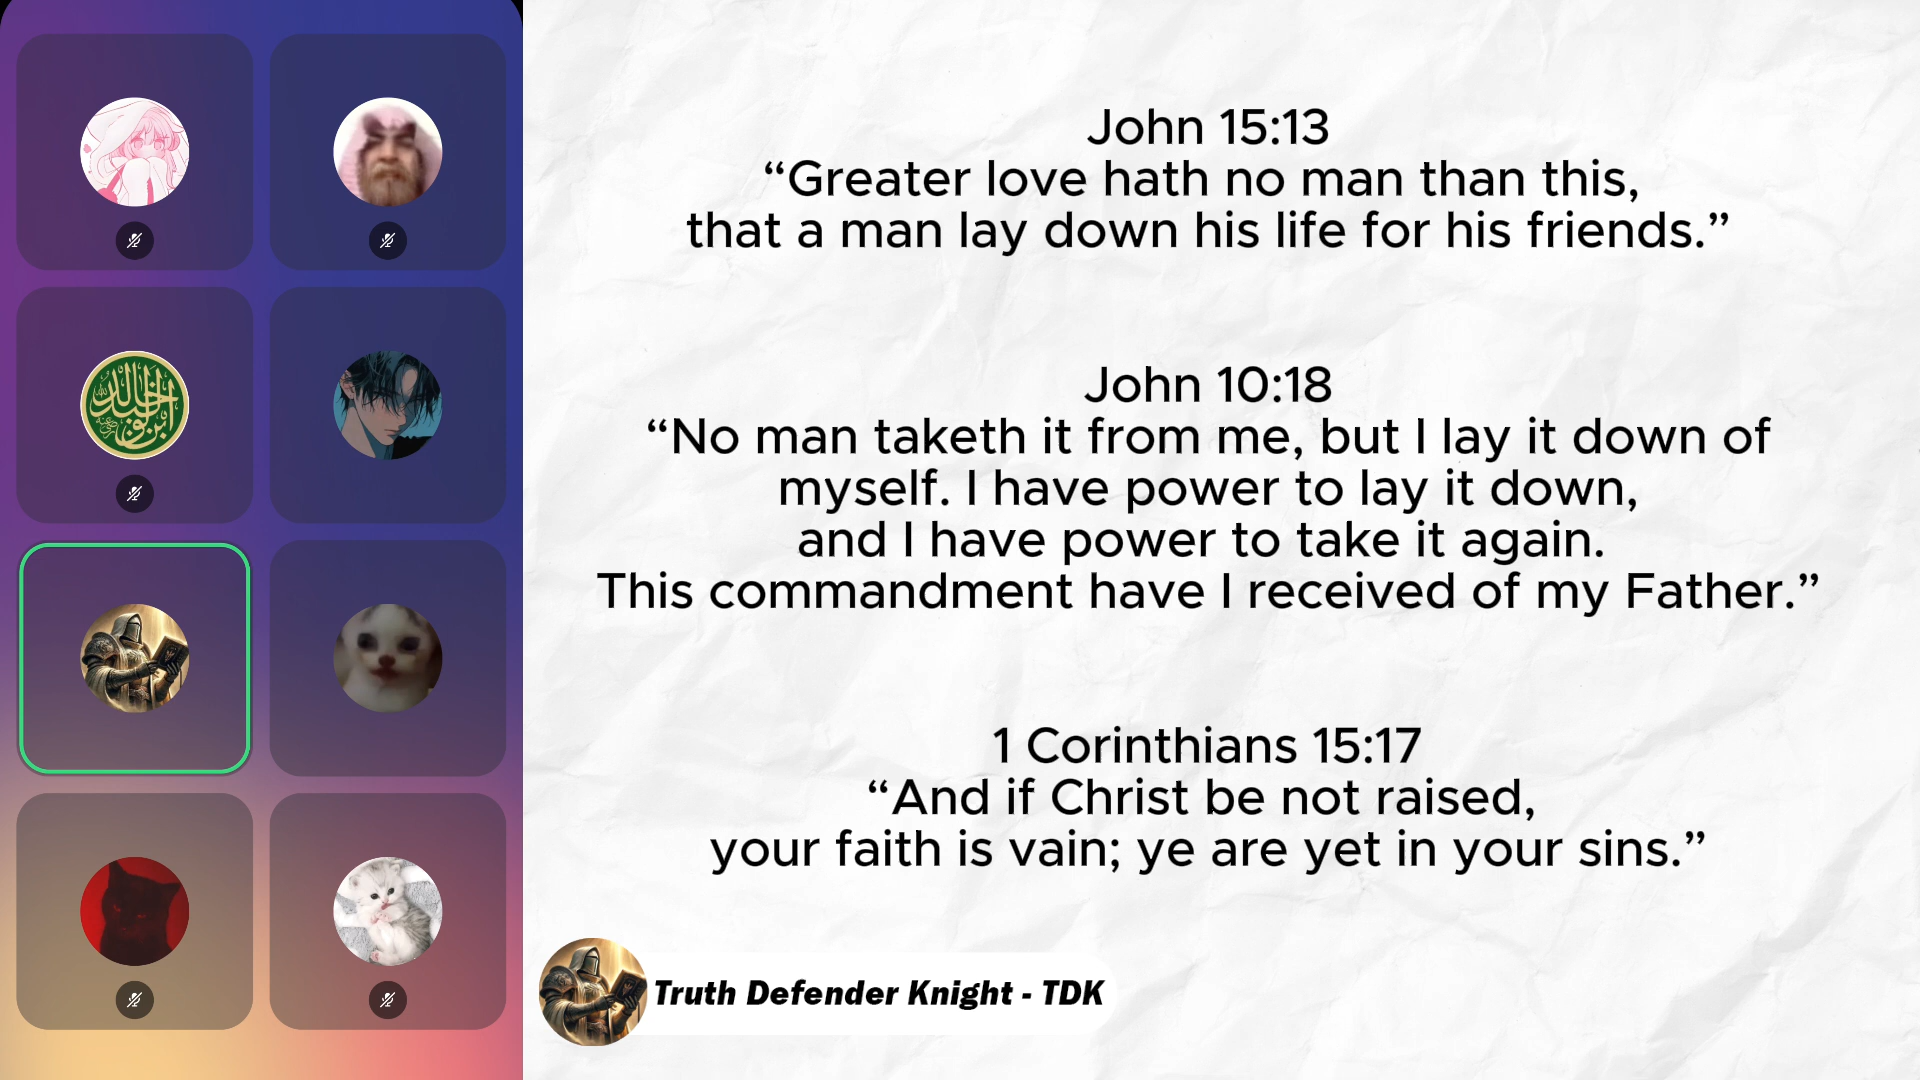 John 15:13
“Greater love hath no man than this,
that a man lay down his life for his friends.”
John 10:18
“No man taketh it from me, but I lay it down of
myself. I have power to lay it down,
and I have power to take it again.
This commandment have I received of my Father.”
1 Corinthians 15:17
“And if Christ be not raised,
your faith is vain; ye are yet in your sins.”
Truth Defender Knight - TDK